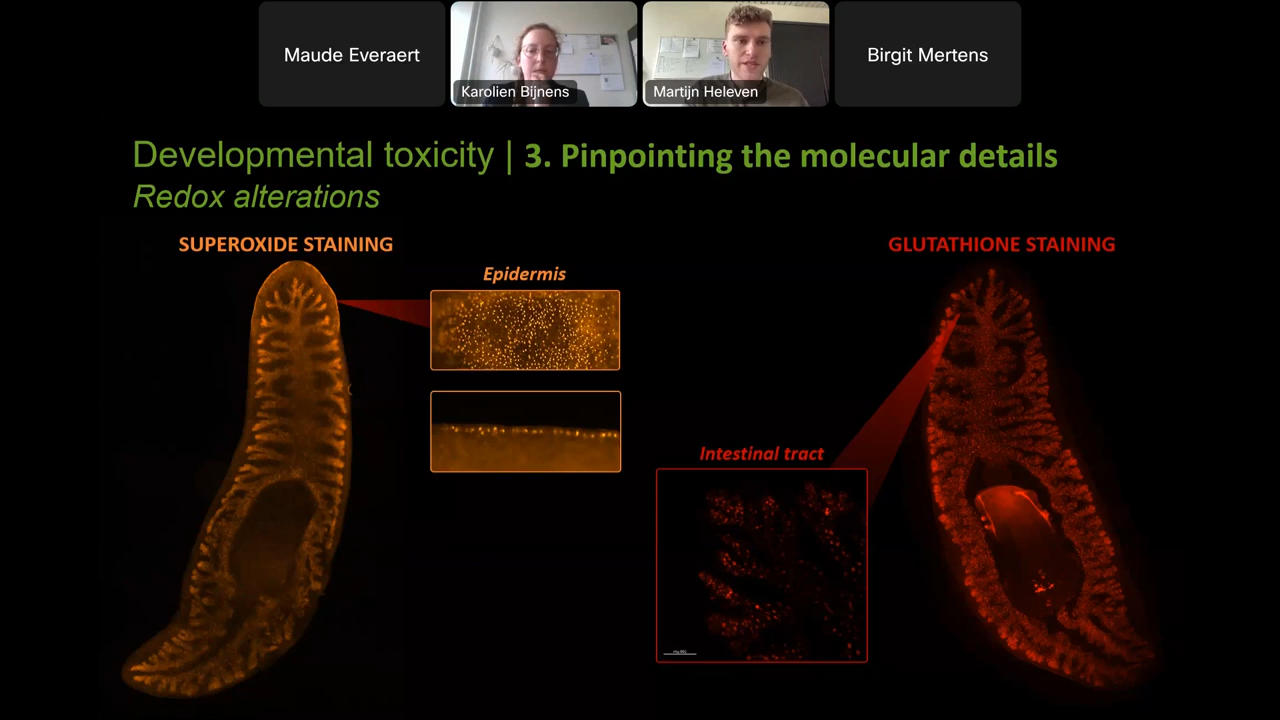 Maude Everaert
Karolien Bijnens
Martijn Heleven
Birgit Mertens
Developmental toxicity | 3. Pinpointing the molecular details
Redox alterations
SUPEROXIDE STAINING
Epidermis
GLUTATHIONE STAINING
Intestinal tract